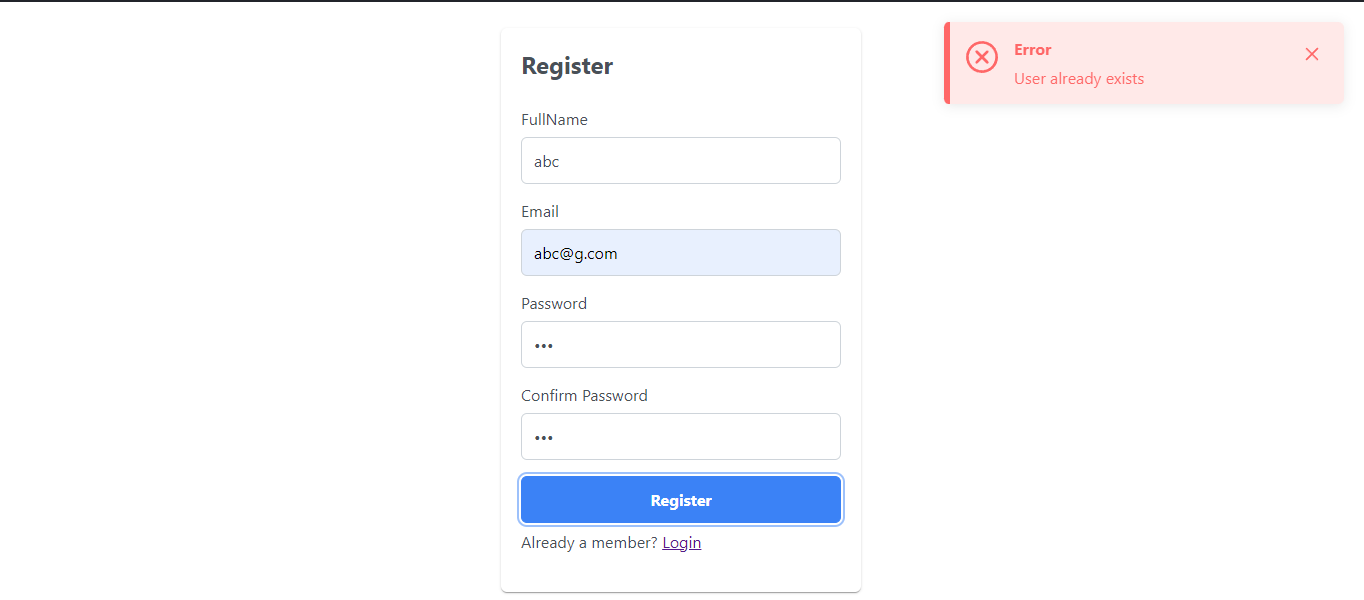 Register
FullName
abc
Email
abc@g.com
Password
•••
Confirm Password
•••
Register
Already a member? Login
Error
User already exists